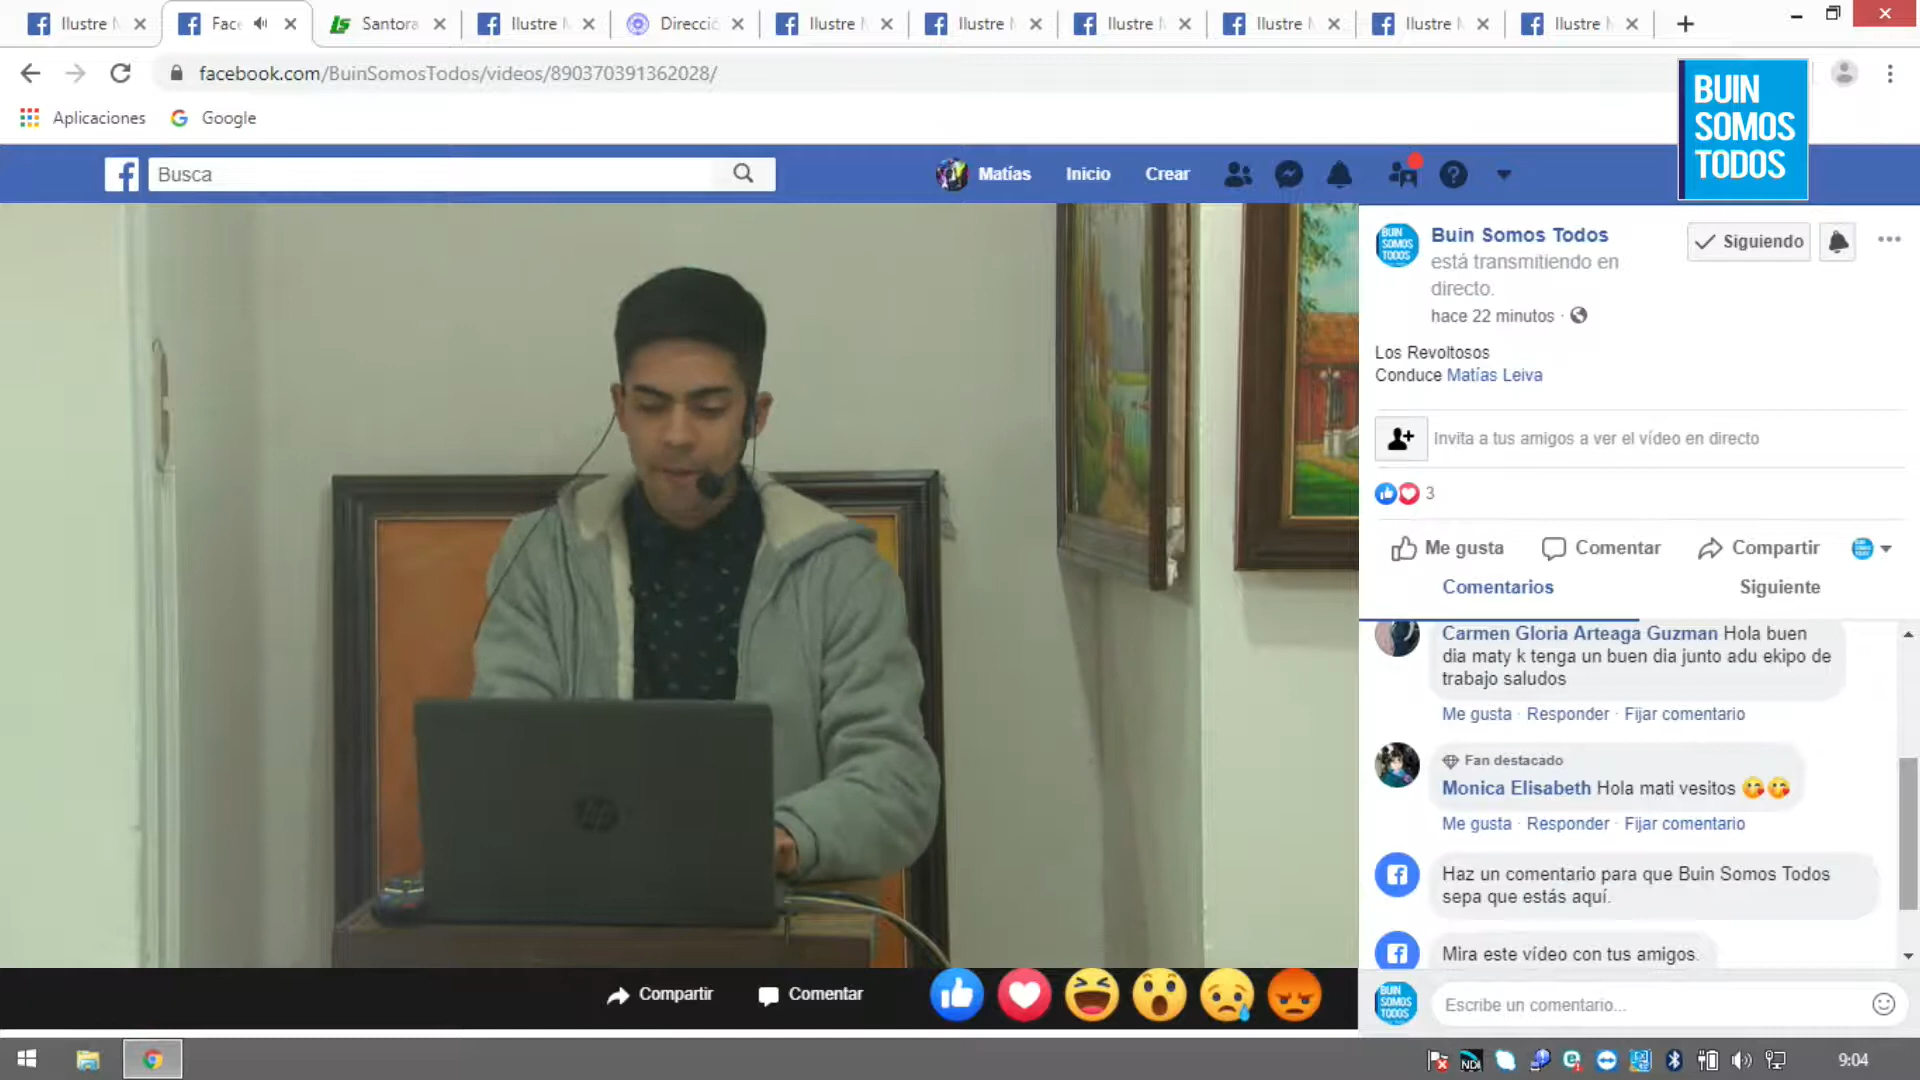 Ilustre M
Face
Santora
Ilustre M
Direcció
Ilustre M
Ilustre M
Ilustre M
Ilustre M
Ilustre M
Ilustre M
facebook.com/BuinSomosTodos/videos/890370391362028/
Aplicaciones
Google
BUIN
SOMOS
TODOS
Busca
Matías
Inicio
Crear
Buin Somos Todos
está transmitiendo en
directo.
hace 22 minutos ·
Siguiendo
Los Revoltosos
Conduce Matías Leiva
Invita a tus amigos a ver el vídeo en directo
3
Me gusta
Comentar
Compartir
Comentarios
Siguiente
Carmen Gloria Arteaga Guzman Hola buen
dia maty k tenga un buen dia junto adu ekipo de
trabajo saludos
Me gusta · Responder · Fijar comentario
Fan destacado
Monica Elisabeth Hola mati vesitos 😋😋
Me gusta · Responder · Fijar comentario
Haz un comentario para que Buin Somos Todos
sepa que estás aquí.
Mira este vídeo con tus amigos.
Escribe un comentario...
BUIN
SOMOS
TODOS
hp
Compartir
Comentar
NDI
9:04